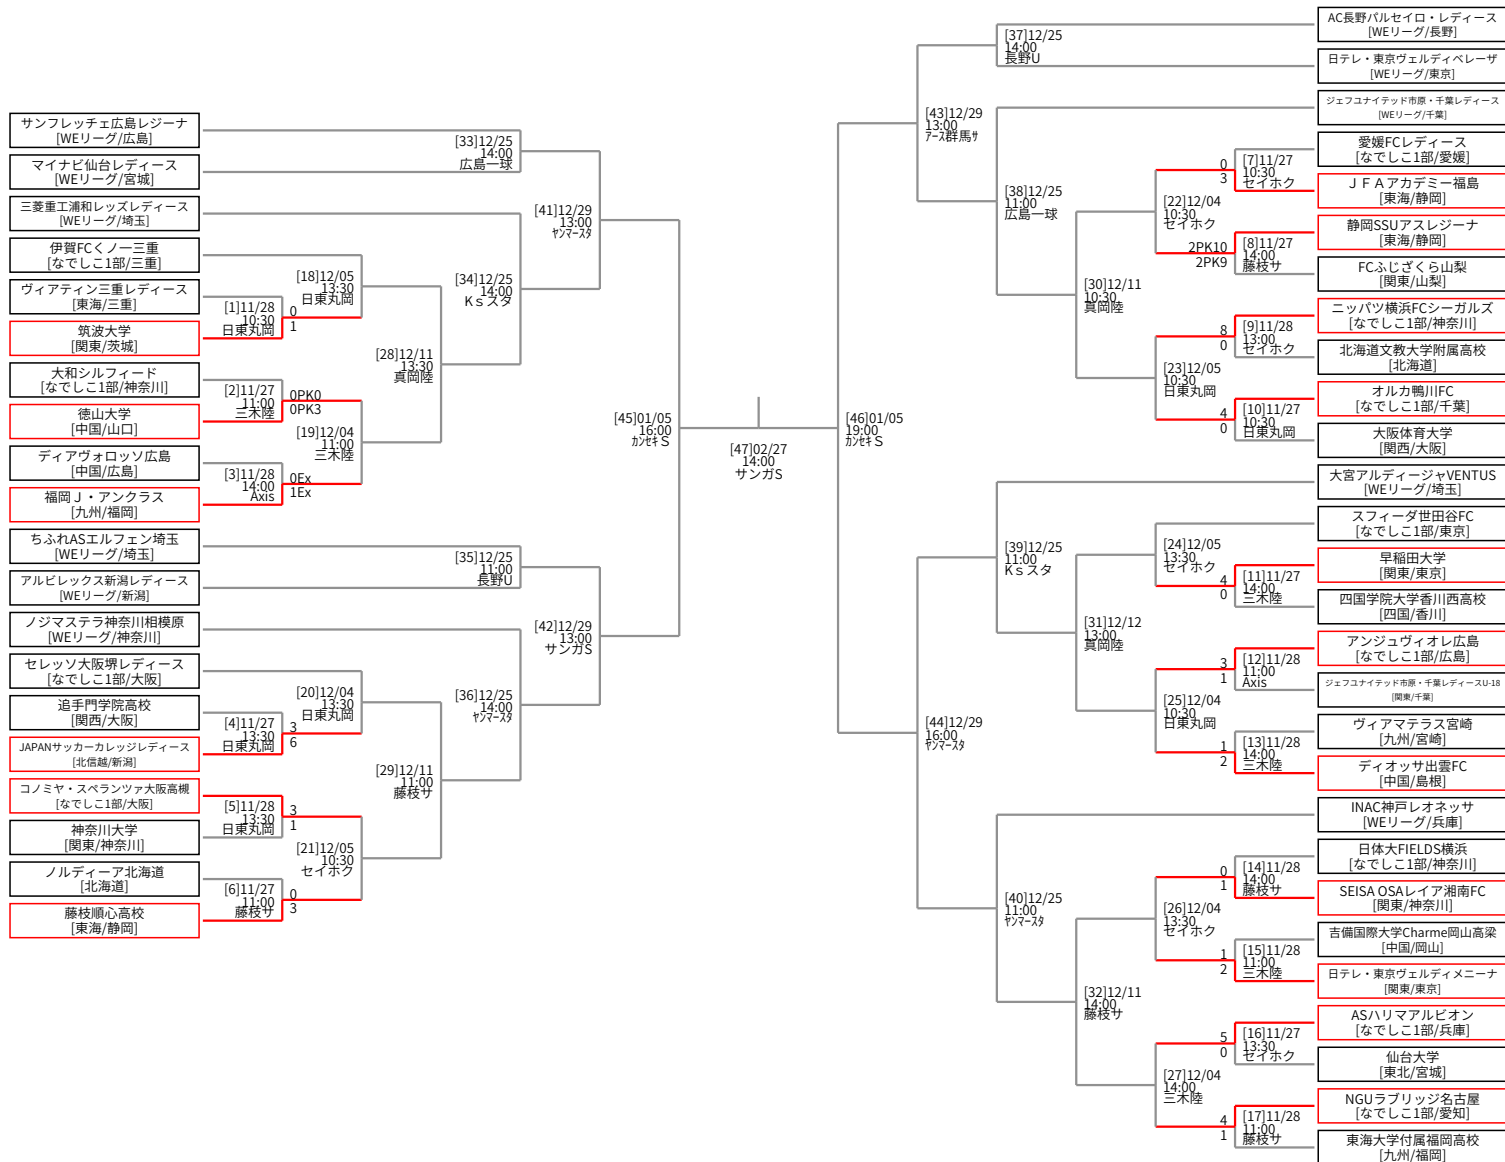 サンフレッチェ広島レジーナ
[WEリーグ/広島]
マイナビ仙台レディース
[WEリーグ/宮城]
三菱重工浦和レッズレディース
[WEリーグ/埼玉]
伊賀FCくノ一三重
[なでしこ1部/三重]
ヴィアティン三重レディース
[東海/三重]
筑波大学
[関東/茨城]
大和シルフィード
[なでしこ1部/神奈川]
徳山大学
[中国/山口]
ディアヴォロッソ広島
[中国/広島]
福岡J・アンクラス
[九州/福岡]
ちふれASエルフェン埼玉
[WEリーグ/埼玉]
アルビレックス新潟レディース
[WEリーグ/新潟]
ノジマステラ神奈川相模原
[WEリーグ/神奈川]
セレッソ大阪堺レディース
[なでしこ1部/大阪]
追手門学院高校
[関西/大阪]
JAPANサッカーカレッジレディース
[北信越/新潟]
コノミヤ・スペランツァ大阪高槻
[なでしこ1部/大阪]
神奈川大学
[関東/神奈川]
ノルディーア北海道
[北海道]
藤枝順心高校
[東海/静岡]
[1]11/28
10:30
日東丸岡
0
1
[2]11/27
11:00
三木陸
0PK0
0PK3
[3]11/28
14:00
Axis
0Ex
1Ex
[4]11/27
13:30
日東丸岡
3
6
[5]11/28
13:30
日東丸岡
3
1
[6]11/27
11:00
藤枝サ
0
3
[18]12/05
13:30
日東丸岡
[19]12/04
11:00
三木陸
[20]12/04
13:30
日東丸岡
[21]12/05
10:30
セイホク
[28]12/11
13:30
真岡陸
[29]12/11
11:00
藤枝サ
[33]12/25
14:00
広島一球
[34]12/25
14:00
Ksスタ
[35]12/25
11:00
長野U
[36]12/25
14:00
ヤンマースタ
[41]12/29
13:00
ヤンマースタ
[42]12/29
13:00
サンガS
[45]01/05
16:00
カンセキS
[47]02/27
14:00
サンガS
[46]01/05
19:00
カンセキS
[43]12/29
13:00
アース群馬サ
[44]12/29
16:00
ヤンマースタ
[37]12/25
14:00
長野U
[38]12/25
11:00
広島一球
[39]12/25
11:00
Ksスタ
[40]12/25
11:00
ヤンマースタ
[30]12/11
10:30
真岡陸
[31]12/12
13:00
真岡陸
[32]12/11
14:00
藤枝サ
[22]12/04
10:30
セイホク
[23]12/05
10:30
日東丸岡
[24]12/05
13:30
セイホク
[25]12/04
10:30
日東丸岡
[26]12/04
13:30
セイホク
[27]12/04
14:00
三木陸
0
3
[7]11/27
10:30
セイホク
2PK10
2PK9
[8]11/27
14:00
藤枝サ
8
0
[9]11/28
13:00
セイホク
4
0
[10]11/27
10:30
日東丸岡
4
0
[11]11/27
14:00
三木陸
3
1
[12]11/28
11:00
Axis
1
2
[13]11/28
14:00
三木陸
0
1
[14]11/28
14:00
藤枝サ
1
2
[15]11/28
11:00
三木陸
5
0
[16]11/27
13:30
セイホク
4
1
[17]11/28
11:00
藤枝サ
AC長野パルセイロ・レディース
[WEリーグ/長野]
日テレ・東京ヴェルディベレーザ
[WEリーグ/東京]
ジェフユナイテッド市原・千葉レディース
[WEリーグ/千葉]
愛媛FCレディース
[なでしこ1部/愛媛]
JFAアカデミー福島
[東海/静岡]
静岡SSUアスレジーナ
[東海/静岡]
FCふじざくら山梨
[関東/山梨]
ニッパツ横浜FCシーガルズ
[なでしこ1部/神奈川]
北海道文教大学附属高校
[北海道]
オルカ鴨川FC
[なでしこ1部/千葉]
大阪体育大学
[関西/大阪]
大宮アルディージャVENTUS
[WEリーグ/埼玉]
スフィーダ世田谷FC
[なでしこ1部/東京]
早稲田大学
[関東/東京]
四国学院大学香川西高校
[四国/香川]
アンジュヴィオレ広島
[なでしこ1部/広島]
ジェフユナイテッド市原・千葉レディースU-18
[関東/千葉]
ヴィアマテラス宮崎
[九州/宮崎]
ディオッサ出雲FC
[中国/島根]
INAC神戸レオネッサ
[WEリーグ/兵庫]
日体大FIELDS横浜
[なでしこ1部/神奈川]
SEISA OSAレイア湘南FC
[関東/神奈川]
吉備国際大学Charme岡山高梁
[中国/岡山]
日テレ・東京ヴェルディメニーナ
[関東/東京]
ASハリマアルビオン
[なでしこ1部/兵庫]
仙台大学
[東北/宮城]
NGUラブリッジ名古屋
[なでしこ1部/愛知]
東海大学付属福岡高校
[九州/福岡]